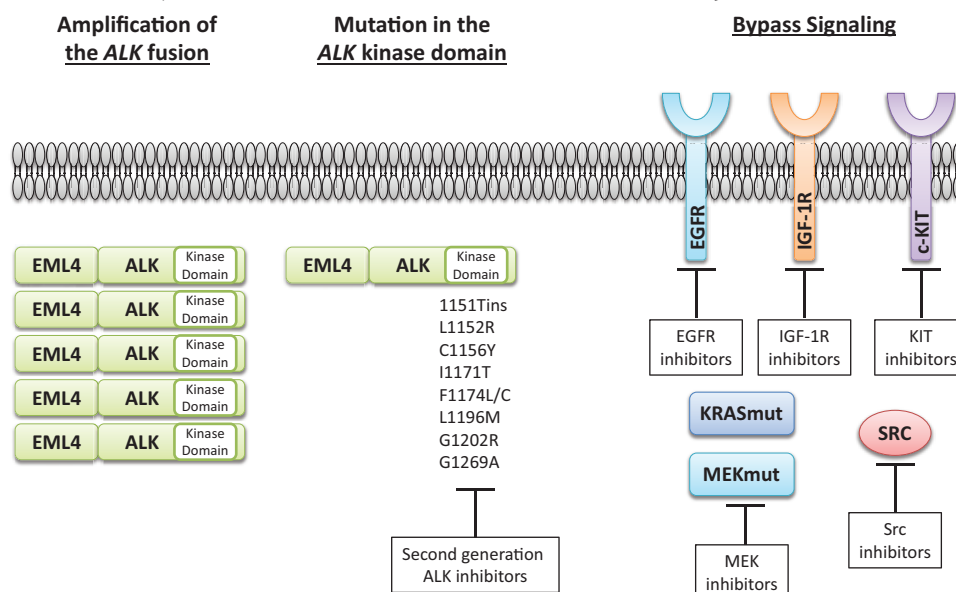 Amplification of
the ALK fusion
Mutation in the
ALK kinase domain
Bypass Signaling
EGFR
IGF-1R
c-KIT
EML4 ALK Kinase
Domain
EML4 ALK Kinase
Domain
EML4 ALK Kinase
Domain
EML4 ALK Kinase
Domain
EML4 ALK Kinase
Domain
EML4 ALK Kinase
Domain
1151Tins
L1152R
C1156Y
I1171T
F1174L/C
L1196M
G1202R
G1269A
Second generation
ALK inhibitors
EGFR
inhibitors
IGF-1R
inhibitors
KIT
inhibitors
KRASmut
MEKmut
SRC
MEK
inhibitors
Src
inhibitors